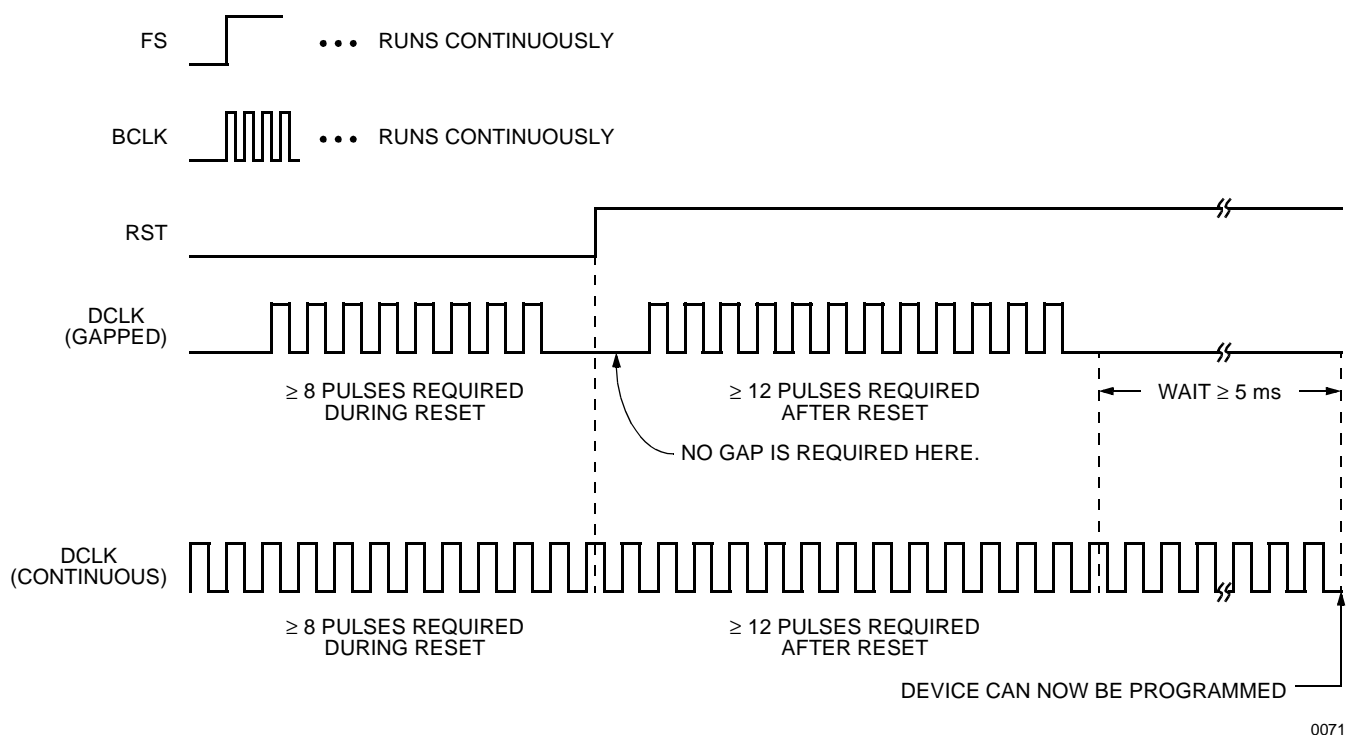 FS
••• RUNS CONTINUOUSLY
BCLK
••• RUNS CONTINUOUSLY
RST
DCLK
(GAPPED)
≥ 8 PULSES REQUIRED
DURING RESET
≥ 12 PULSES REQUIRED
AFTER RESET
WAIT ≥ 5 ms
NO GAP IS REQUIRED HERE.
DCLK
(CONTINUOUS)
≥ 8 PULSES REQUIRED
DURING RESET
≥ 12 PULSES REQUIRED
AFTER RESET
DEVICE CAN NOW BE PROGRAMMED
0071